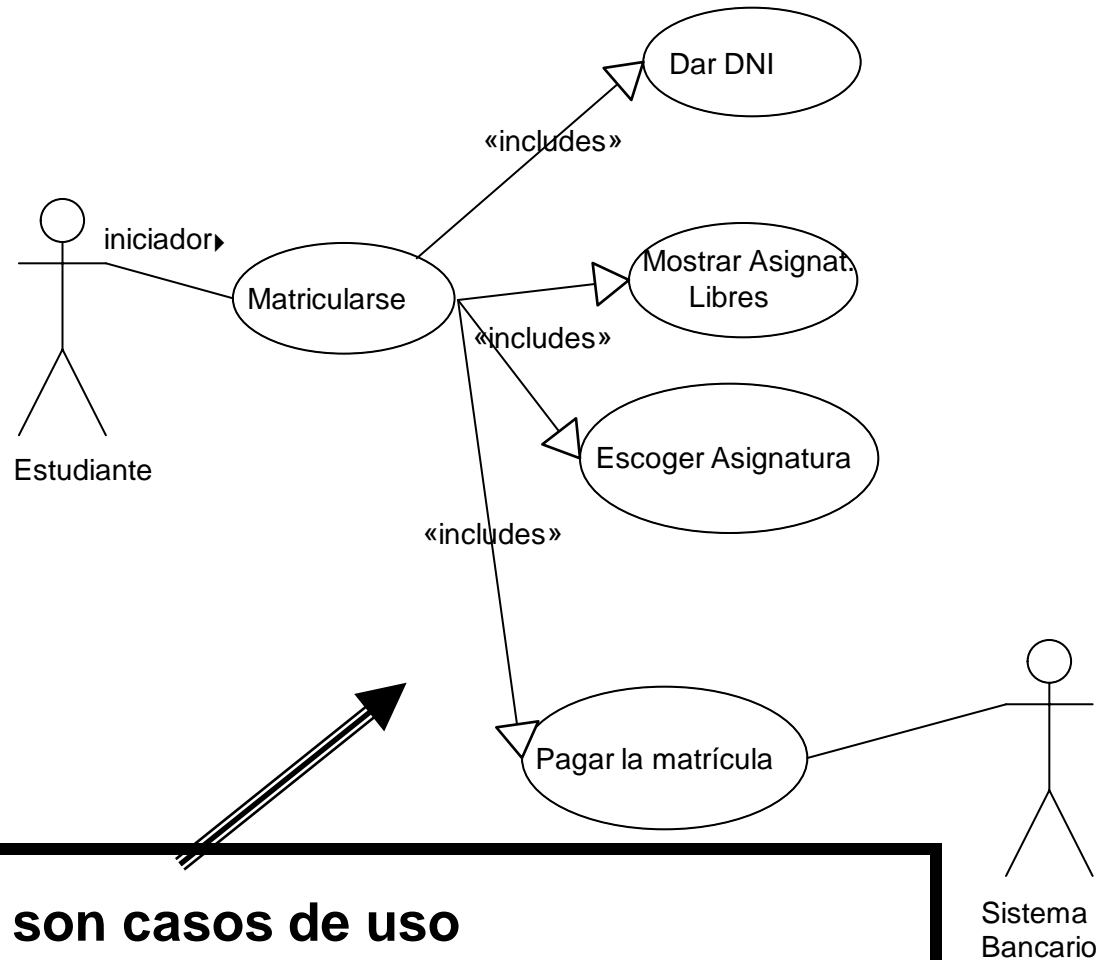 Dar DNI
«includes»
iniciador
Matricularse
Mostrar Asignat.
Libres
«includes»
Escoger Asignatura
Estudiante
«includes»
Pagar la matrícula
son casos de uso
Sistema
Bancario